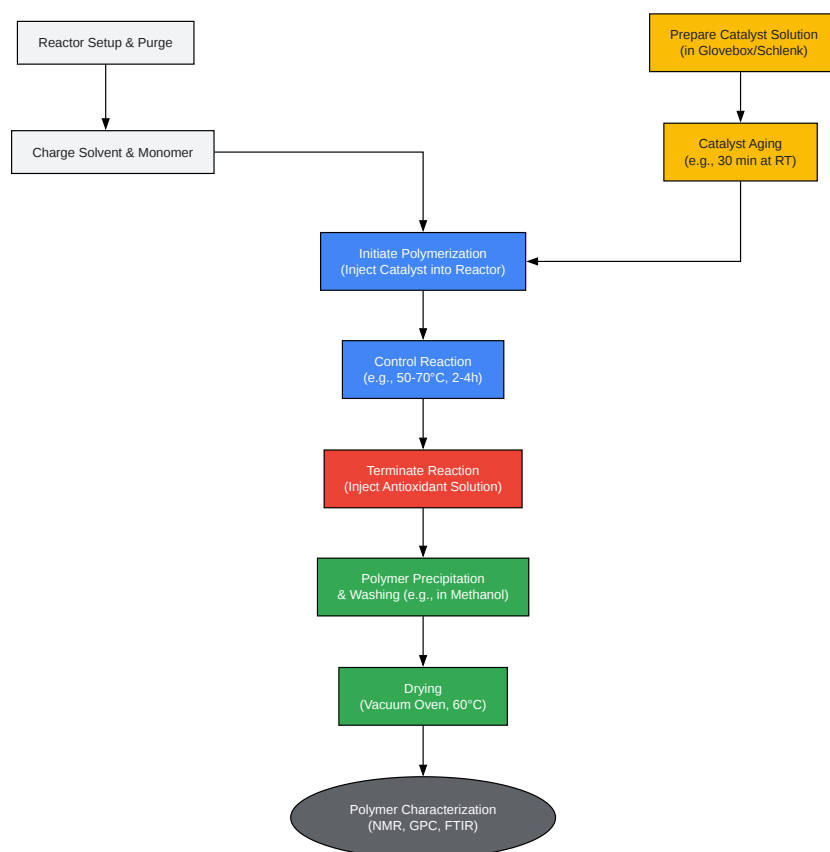 Reactor Setup & Purge
Prepare Catalyst Solution
(in Glovebox/Schlenk)
Charge Solvent & Monomer
Catalyst Aging
(e.g., 30 min at RT)
Initiate Polymerization
(Inject Catalyst into Reactor)
Control Reaction
(e.g., 50-70°C, 2-4h)
Terminate Reaction
(Inject Antioxidant Solution)
Polymer Precipitation
& Washing (e.g., in Methanol)
Drying
(Vacuum Oven, 60°C)
Polymer Characterization
(NMR, GPC, FTIR)